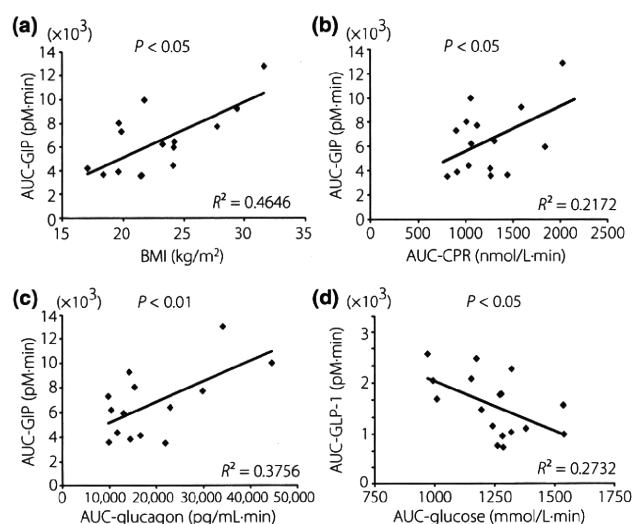 (a)
(×10³)
P < 0.05
AUC-GIP (pM·min)
14
12
10
8
6
4
2
0
15
20
25
30
35
R² = 0.4646
BMI (kg/m²)
(b)
(×10³)
P < 0.05
AUC-GIP (pM·min)
14
12
10
8
6
4
2
0
0
500
1000
1500
2000
2500
R² = 0.2172
AUC-CPR (nmol/L·min)
(c)
(×10³)
P < 0.01
AUC-GIP (pM·min)
14
12
10
8
6
4
2
0
0
10,000
20,000
30,000
40,000
50,000
R² = 0.3756
AUC-glucagon (pg/mL·min)
(d)
(×10³)
P < 0.05
AUC-GLP-1 (pM·min)
3
2
1
0
750
1000
1250
1500
1750
R² = 0.2732
AUC-glucose (mmol/L·min)